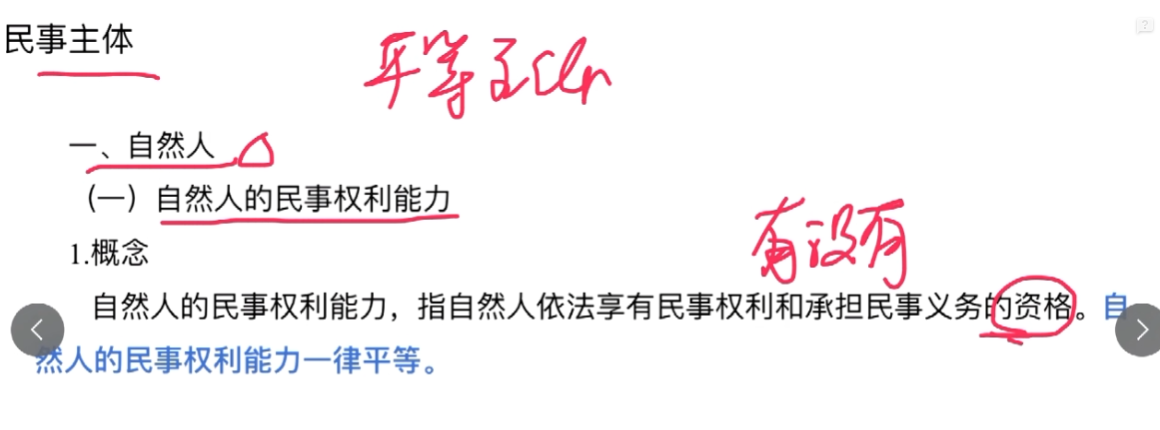 民事主体
平等主体
一、自然人
（一）自然人的民事权利能力
1.概念
有没有
自然人的民事权利能力，指自然人依法享有民事权利和承担民事义务的资格。自
然人的民事权利能力一律平等。